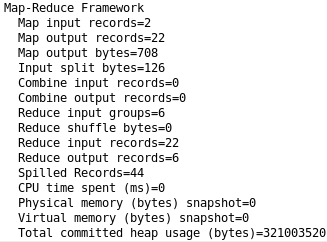 Map-Reduce Framework
Map input records=2
Map output records=22
Map output bytes=708
Input split bytes=126
Combine input records=0
Combine output records=0
Reduce input groups=6
Reduce shuffle bytes=0
Reduce input records=22
Reduce output records=6
Spilled Records=44
CPU time spent (ms)=0
Physical memory (bytes) snapshot=0
Virtual memory (bytes) snapshot=0
Total committed heap usage (bytes)=321003520